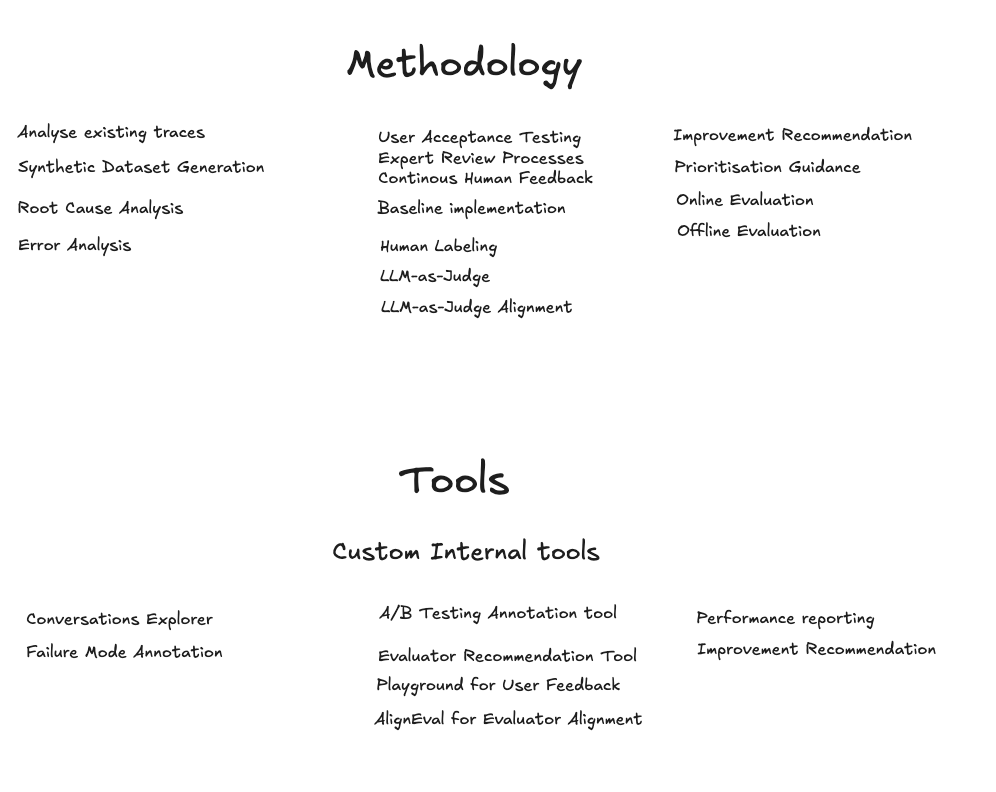 Methodology
Analyse existing traces
Synthetic Dataset Generation
Root Cause Analysis
Error Analysis
User Acceptance Testing
Expert Review Processes
Continous Human Feedback
Baseline implementation
Human Labeling
LLM-as-Judge
LLM-as-Judge Alignment
Improvement Recommendation
Prioritisation Guidance
Online Evaluation
Offline Evaluation
Tools
Custom Internal tools
Conversations Explorer
Failure Mode Annotation
A/B Testing Annotation tool
Evaluator Recommendation Tool
Playground for User Feedback
AlignEval for Evaluator Alignment
Performance reporting
Improvement Recommendation